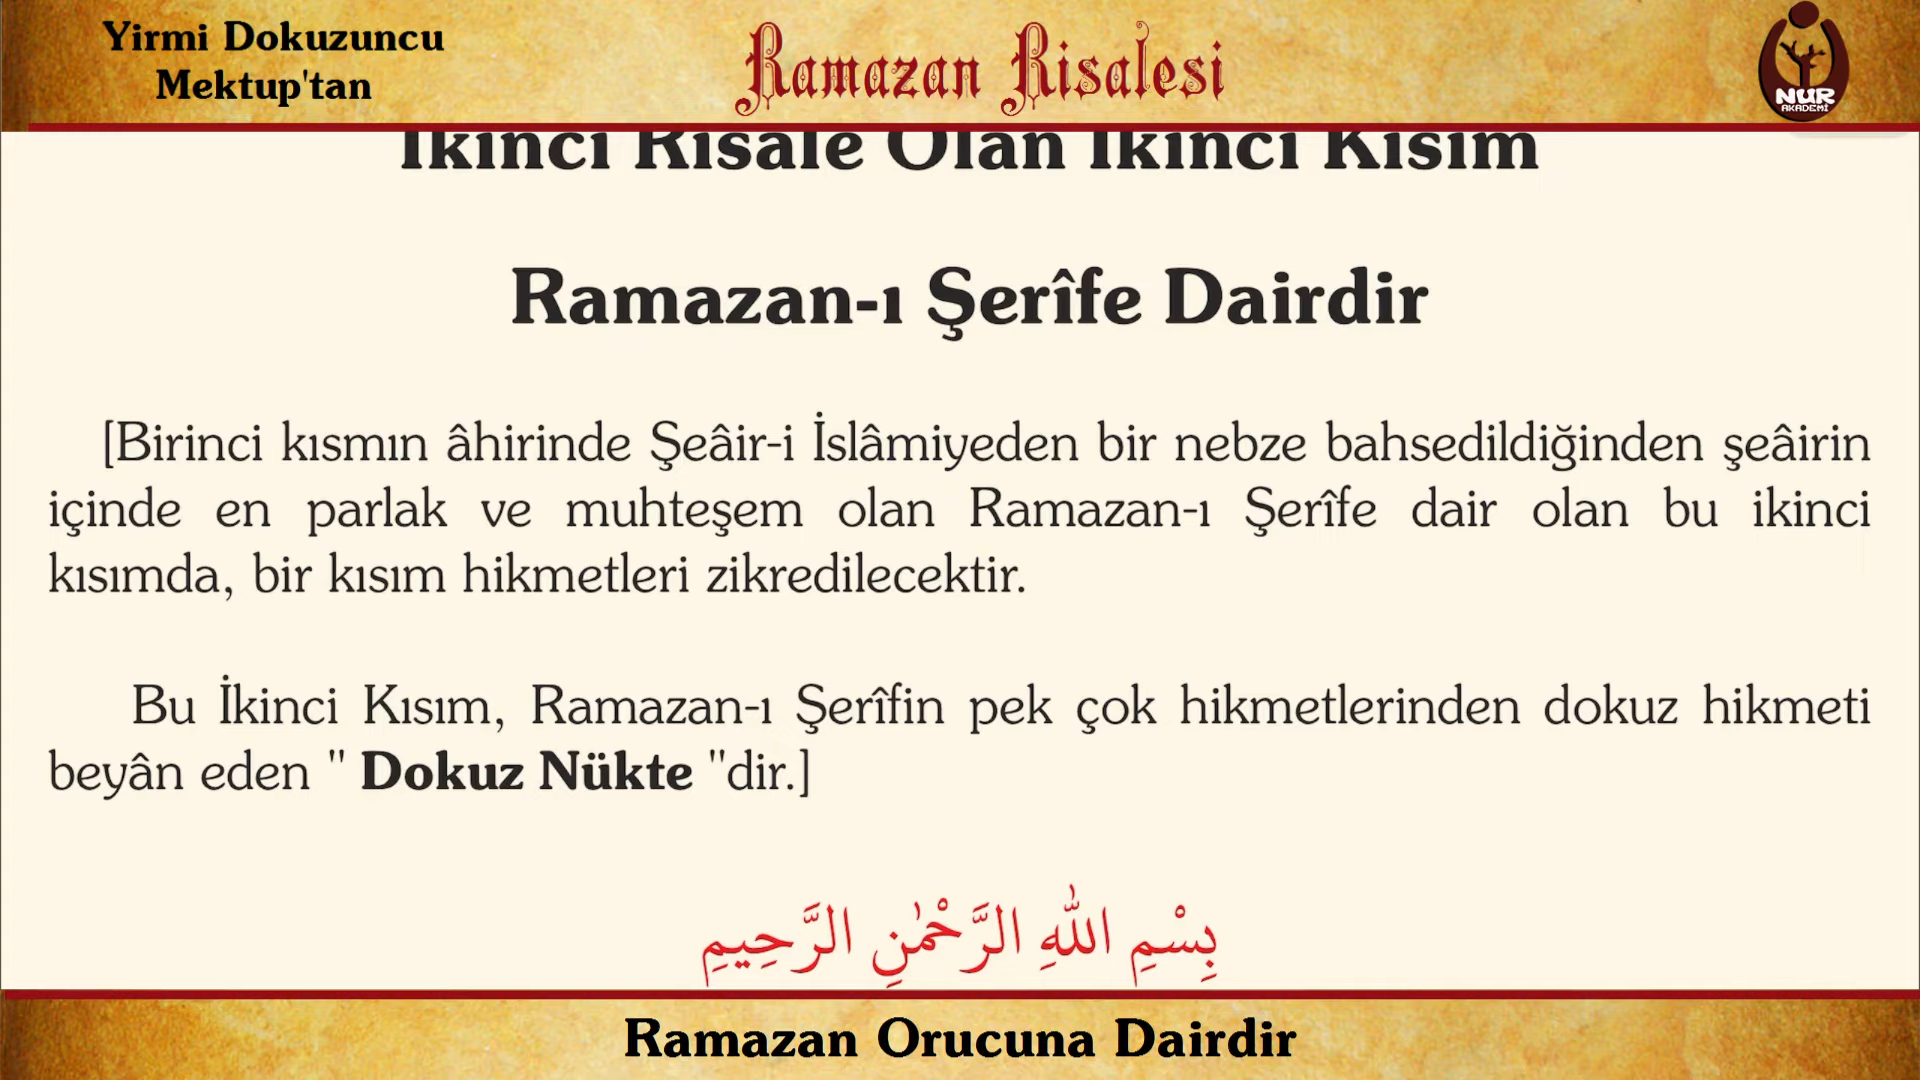 Yirmi Dokuzuncu
Mektup'tan
Ramazan Risalesi
NUR
AKADEMİ
İkinci Risale Olan İkinci Kısım
Ramazan-ı Şerîfe Dairdir
[Birinci kısmın âhirinde Şeâir-i İslâmiyeden bir nebze bahsedildiğinden şeâirin
içinde en parlak ve muhteşem olan Ramazan-ı Şerîfe dair olan bu ikinci
kısımda, bir kısım hikmetleri zikredilecektir.
Bu İkinci Kısım, Ramazan-ı Şerîfin pek çok hikmetlerinden dokuz hikmeti
beyân eden " Dokuz Nükte "dir.]
بِسْمِ اللّٰهِ الرَّحْمٰنِ الرَّحِيمِ
Ramazan Orucuna Dairdir